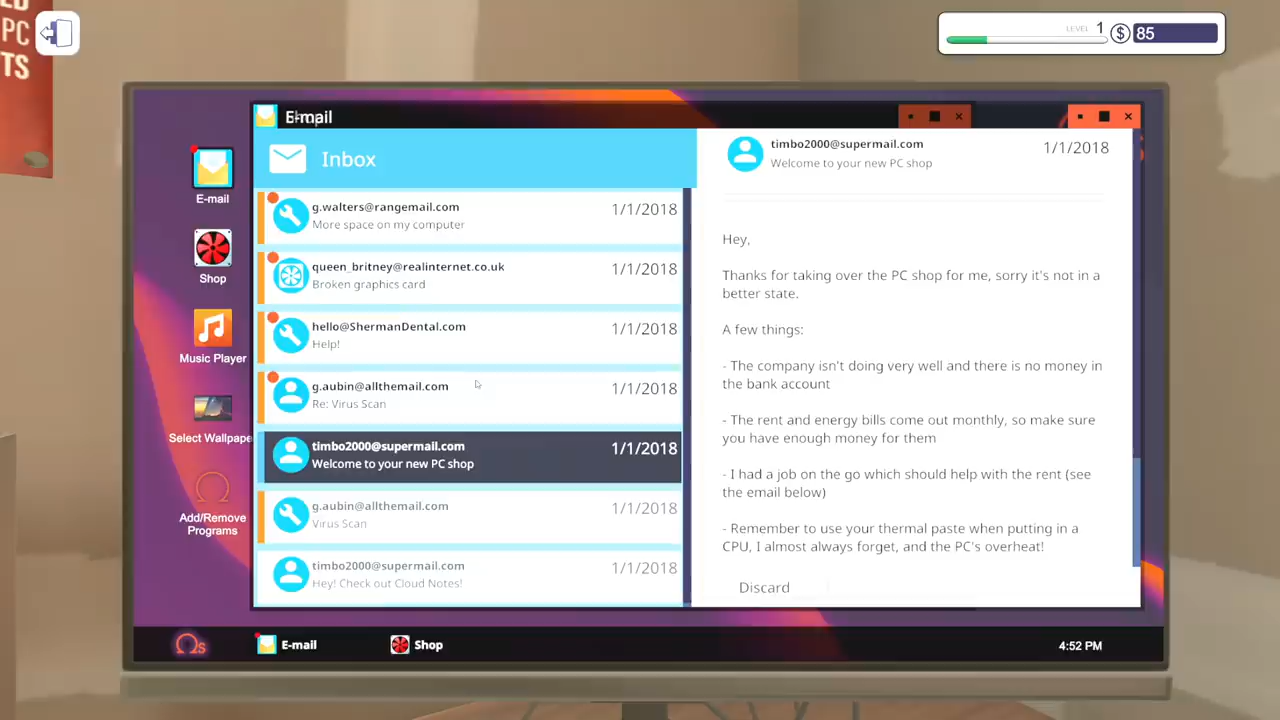 PC
LEVEL 1
$ 85
E-mail
Inbox
g.walters@rangemail.com 1/1/2018
More space on my computer
queen_britney@realinternet.co.uk 1/1/2018
Broken graphics card
hello@ShermanDental.com 1/1/2018
Help!
g.aubin@allthemail.com 1/1/2018
Re: Virus Scan
timbo2000@supermail.com 1/1/2018
Welcome to your new PC shop
g.aubin@allthemail.com 1/1/2018
Virus Scan
timbo2000@supermail.com 1/1/2018
Hey! Check out Cloud Notes!
timbo2000@supermail.com 1/1/2018
Welcome to your new PC shop
Hey,
Thanks for taking over the PC shop for me, sorry it's not in a
better state.
A few things:
- The company isn't doing very well and there is no money in
the bank account
- The rent and energy bills come out monthly, so make sure
you have enough money for them
- I had a job on the go which should help with the rent (see
the email below)
- Remember to use your thermal paste when putting in a
CPU, I almost always forget, and the PC's overheat!
Discard
E-mail
Shop
Music Player
Select Wallpape
Add/Remove
Programs
Ωs
E-mail
Shop
4:52 PM